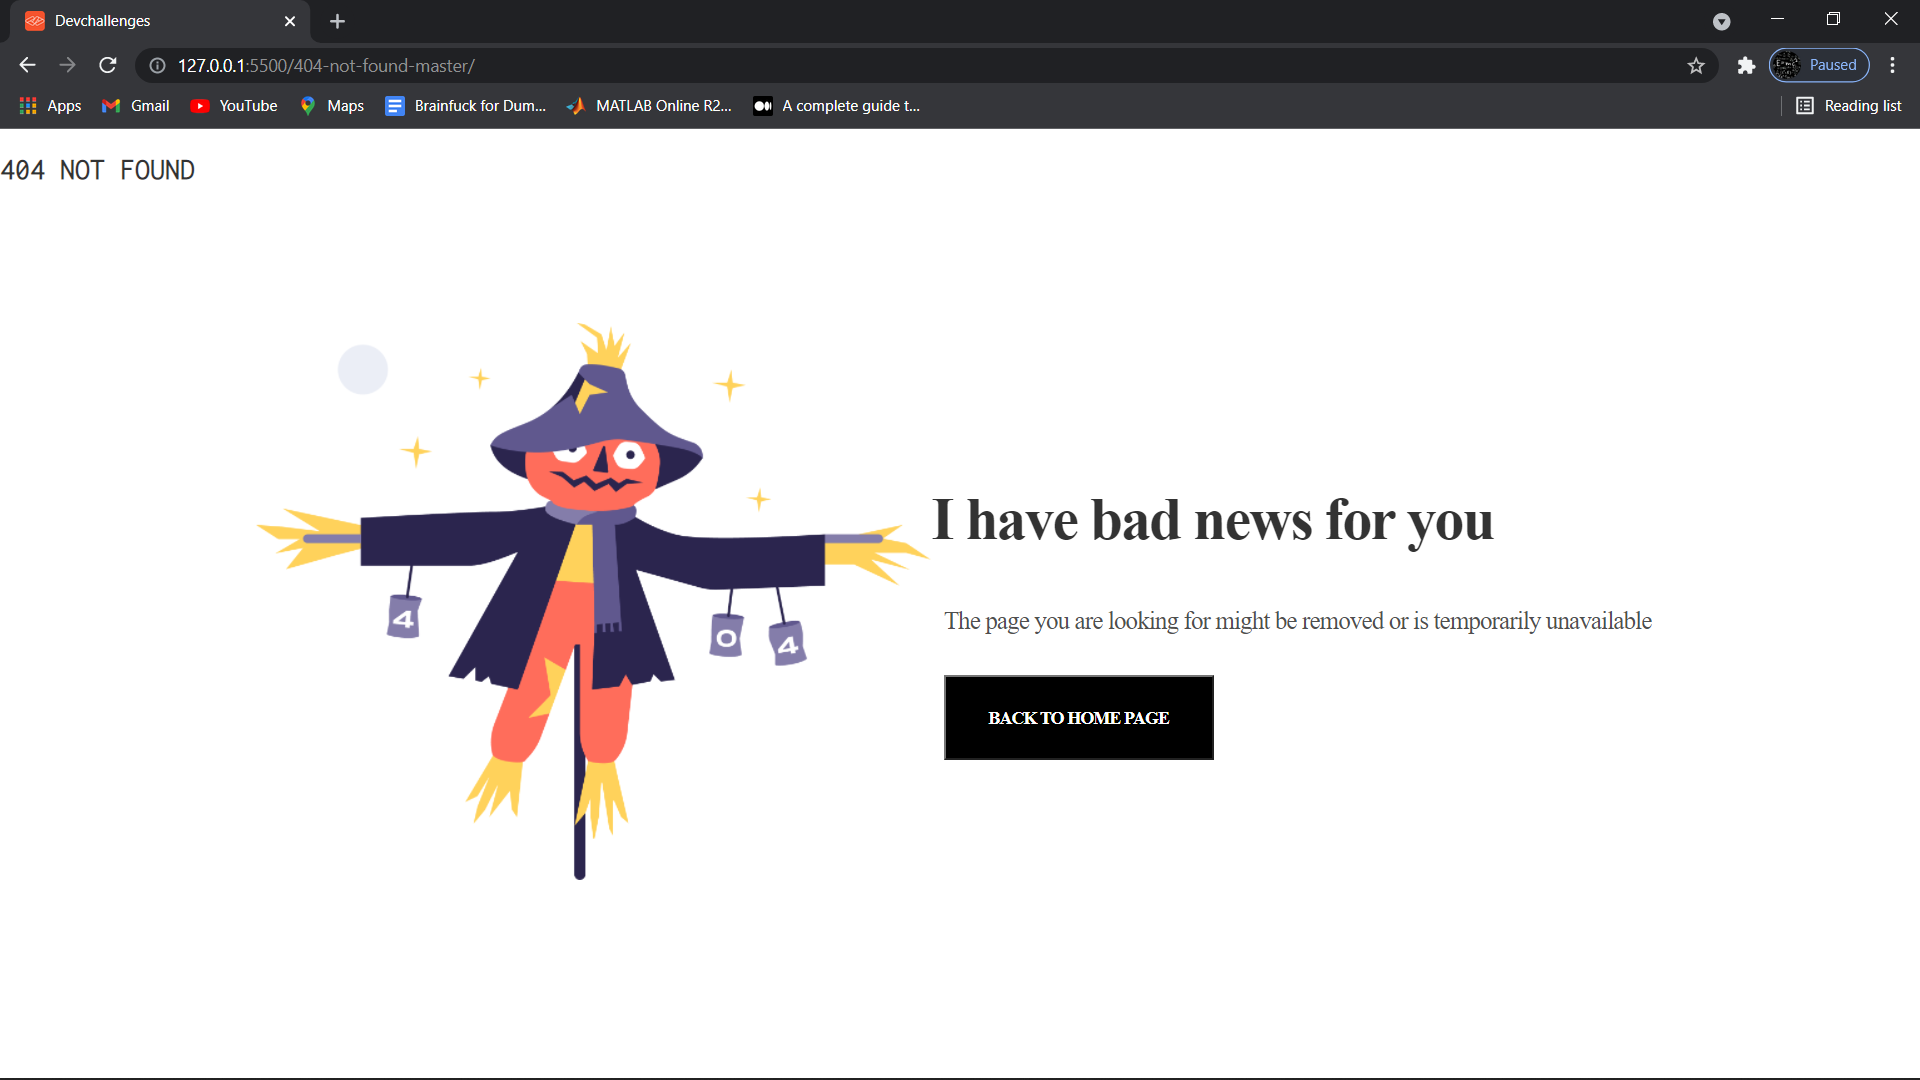 Devchallenges
127.0.0.1:5500/404-not-found-master/
Paused
Apps
Gmail
YouTube
Maps
Brainfuck for Dum...
MATLAB Online R2...
A complete guide t...
Reading list
404 NOT FOUND
I have bad news for you
The page you are looking for might be removed or is temporarily unavailable
BACK TO HOME PAGE
4
0
4